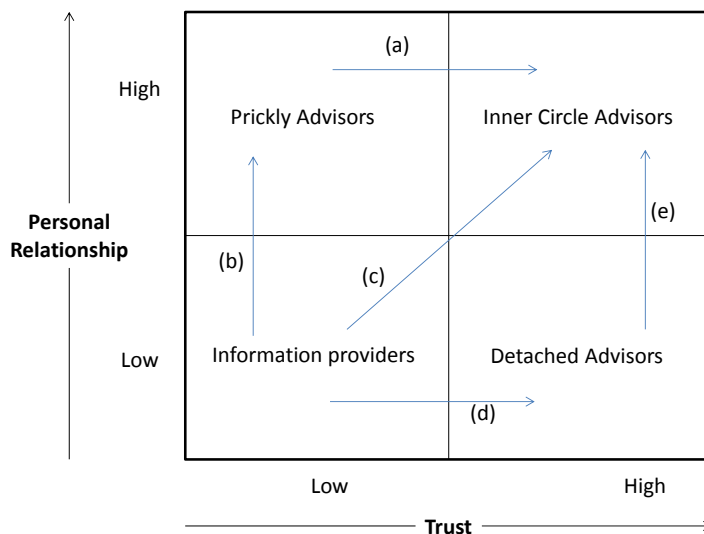 (a)
High
Prickly Advisors
Inner Circle Advisors
Personal
Relationship
(e)
(b)
(c)
Information providers
Detached Advisors
Low
(d)
Low
High
Trust